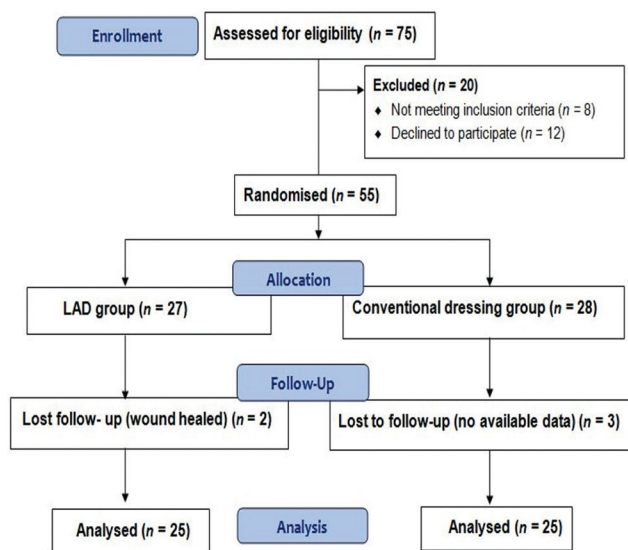 Enrollment
Assessed for eligibility (n = 75)
Excluded (n = 20)
♦ Not meeting inclusion criteria (n = 8)
♦ Declined to participate (n = 12)
Randomised (n = 55)
Allocation
LAD group (n = 27)
Conventional dressing group (n = 28)
Follow-Up
Lost follow- up (wound healed) (n = 2)
Lost to follow-up (no available data) (n = 3)
Analysed (n = 25)
Analysis
Analysed (n = 25)